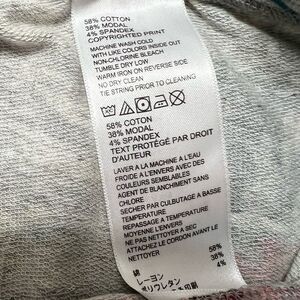 58% COTTON
38% MODAL
4% SPANDEX
COPYRIGHTED PRINT
MACHINE WASH COLD
WITH LIKE COLORS INSIDE OUT
NON-CHLORINE BLEACH
TUMBLE DRY LOW
WARM IRON ON REVERSE SIDE
NO DRY CLEAN
TIE STRING PRIOR TO CLEANING
58% COTON
38% MODAL
4% SPANDEX
TEXT PROTÉGÉ PAR DROIT
D'AUTEUR
LAVER A LA MACHINE A L'EAU
FROIDE A L'ENVERS AVEC DES
COULEURS SEMBLABLES
AGENT DE BLANCHIMENT SANS
CHLORE
SECHER PAR CULBUTAGE A BASSE
TEMPERATURE
REPASSAGE A TEMPERATURE
MOYENNE L'ENVERS
NE PAS NETTOYER A SEC
ATTACHEZ LE CORDON AVANT LE
NETTOYER
綿 58%
レーヨン 38%
ポリウレタン 4%